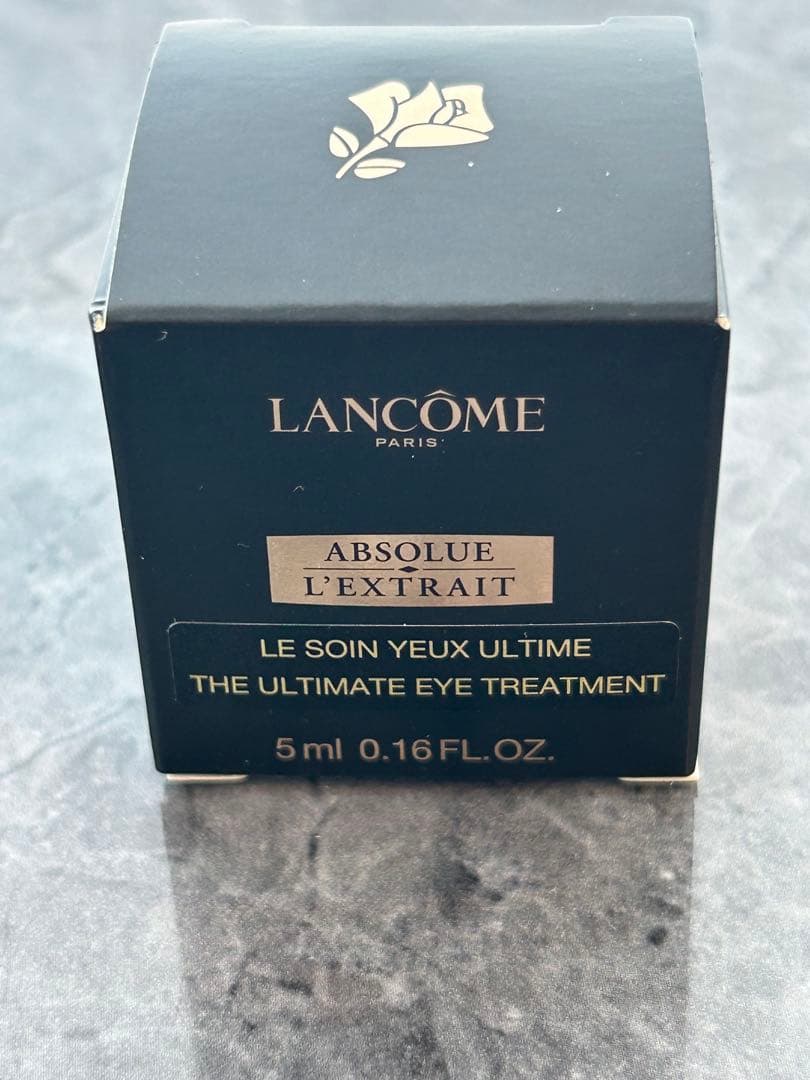 LANCÔME
PARIS
ABSOLUE
L'EXTRAIT
LE SOIN YEUX ULTIME
THE ULTIMATE EYE TREATMENT
5 ml 0.16 FL.OZ.